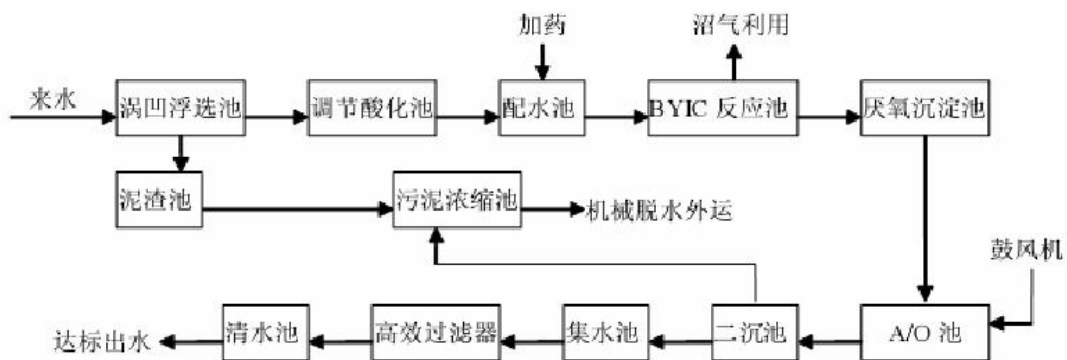 加药
沼气利用
来水
涡凹浮选池
调节酸化池
配水池
BYIC 反应池
厌氧沉淀池
泥渣池
污泥浓缩池
机械脱水外运
鼓风机
达标出水
清水池
高效过滤器
集水池
二沉池
A/O 池